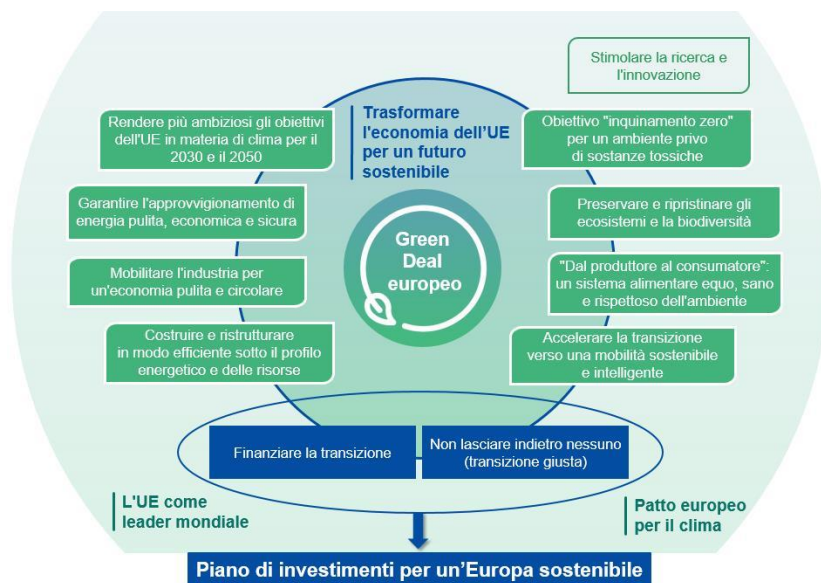 Stimolare la ricerca e
l'innovazione
Trasformare
l'economia dell'UE
per un futuro
sostenibile
Rendere più ambiziosi gli obiettivi
dell'UE in materia di clima per il
2030 e il 2050
Obiettivo "inquinamento zero"
per un ambiente privo
di sostanze tossiche
Garantire l'approvvigionamento di
energia pulita, economica e sicura
Preservare e ripristinare gli
ecosistemi e la biodiversità
Green
Deal
europeo
Mobilitare l'industria per
un'economia pulita e circolare
"Dal produttore al consumatore":
un sistema alimentare equo, sano
e rispettoso dell'ambiente
Costruire e ristrutturare
in modo efficiente sotto il profilo
energetico e delle risorse
Accelerare la transizione
verso una mobilità sostenibile
e intelligente
Finanziare la transizione
Non lasciare indietro nessuno
(transizione giusta)
L'UE come
leader mondiale
Patto europeo
per il clima
Piano di investimenti per un'Europa sostenibile